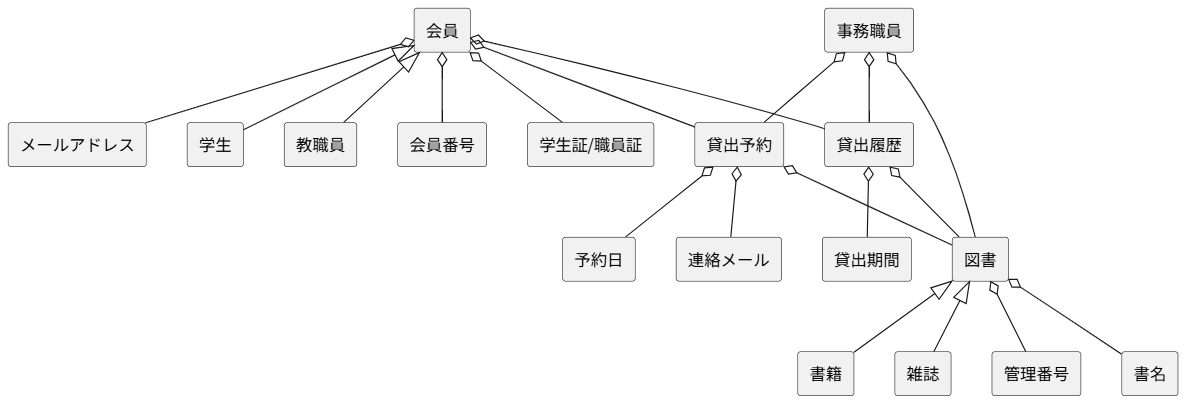 会員
事務職員
メールアドレス
学生
教職員
会員番号
学生証/職員証
貸出予約
貸出履歴
予約日
連絡メール
貸出期間
図書
書籍
雑誌
管理番号
書名